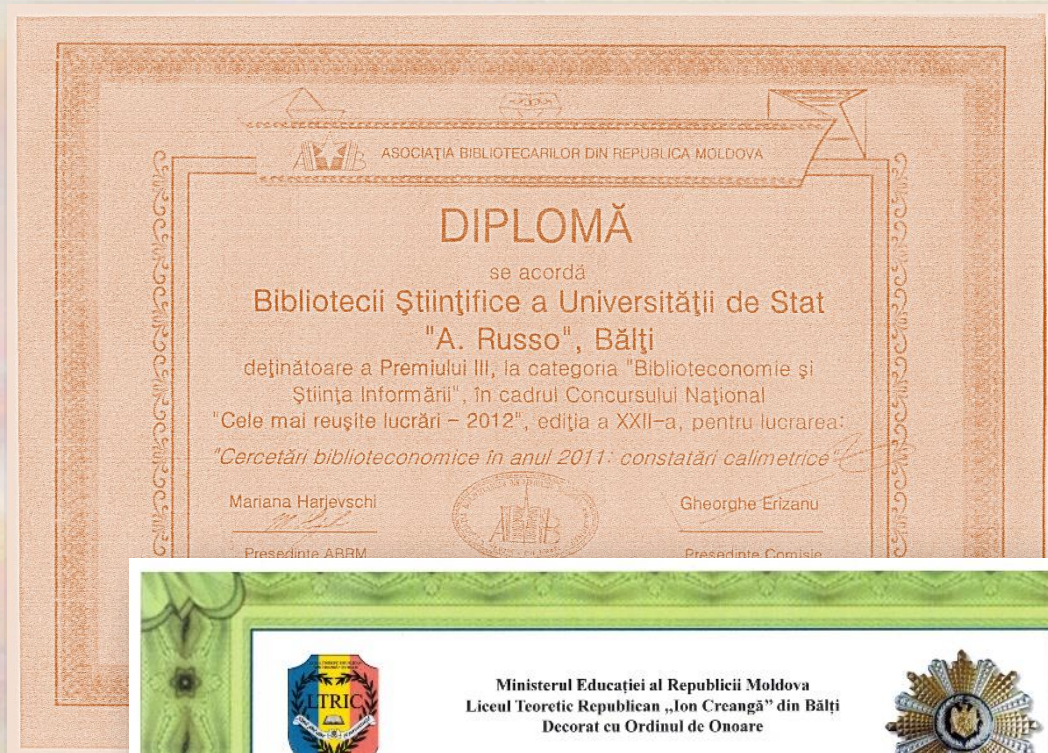 ASOCIAŢIA BIBLIOTECARILOR DIN REPUBLICA MOLDOVA
DIPLOMĂ
se acordă
Bibliotecii Ştiinţifice a Universităţii de Stat
"A. Russo", Bălţi
deţinătoare a Premiului III, la categoria "Biblioteconomie şi
Ştiinţa Informării", în cadrul Concursului Naţional
"Cele mai reuşite lucrări – 2012", ediţia a XXII-a, pentru lucrarea:
"Cercetări biblioteconomice în anul 2011: constatări calimetrice"
Mariana Harjevschi
Gheorghe Erizanu
Preşedinte ABRM
Preşedinte Comisie
LTRIC
Ministerul Educației al Republicii Moldova
Liceul Teoretic Republican „Ion Creangă” din Bălți
Decorat cu Ordinul de Onoare